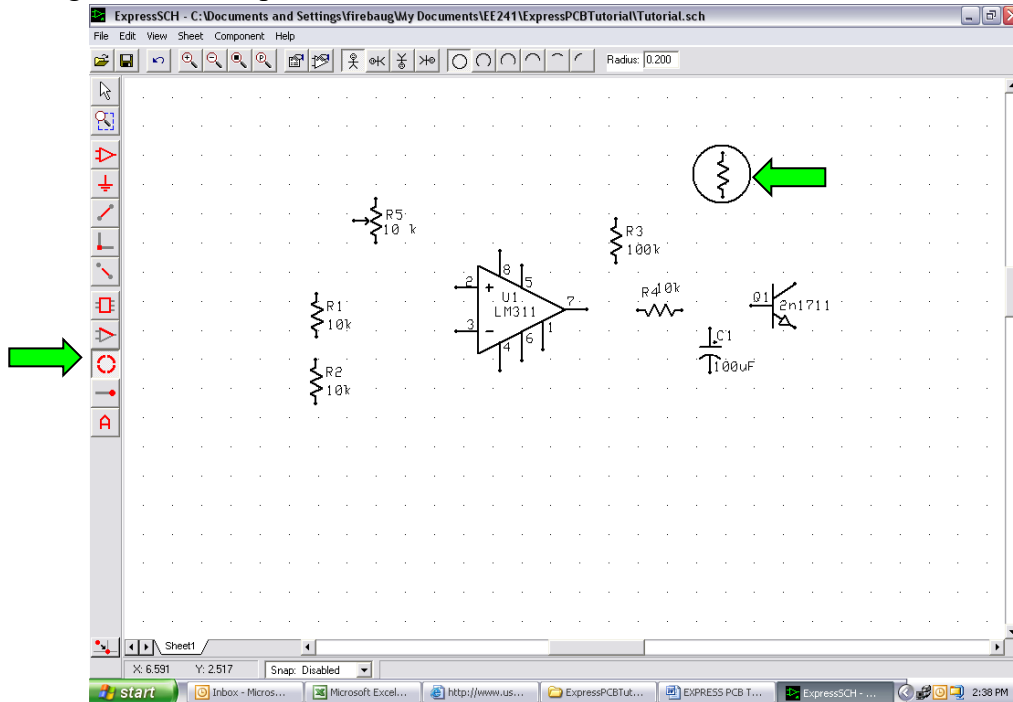 ExpressSCH - C:\Documents and Settings\firebaug\My Documents\EE241\ExpressPCBTutorial\Tutorial.sch
File Edit View Sheet Component Help
Radius: 0.200
R5
10 k
R3
100k
8
5
2
+
U1
LM311
7
3
-
6
1
4
R4 10k
Q1
2n1711
R1
10k
C1
100uF
R2
10k
A
Sheet1
X: 6.591 Y: 2.517 Snap: Disabled
start Inbox - Micros... Microsoft Excel... http://www.us... ExpressPCBTut... EXPRESS PCB T... ExpressSCH - ... 2:38 PM